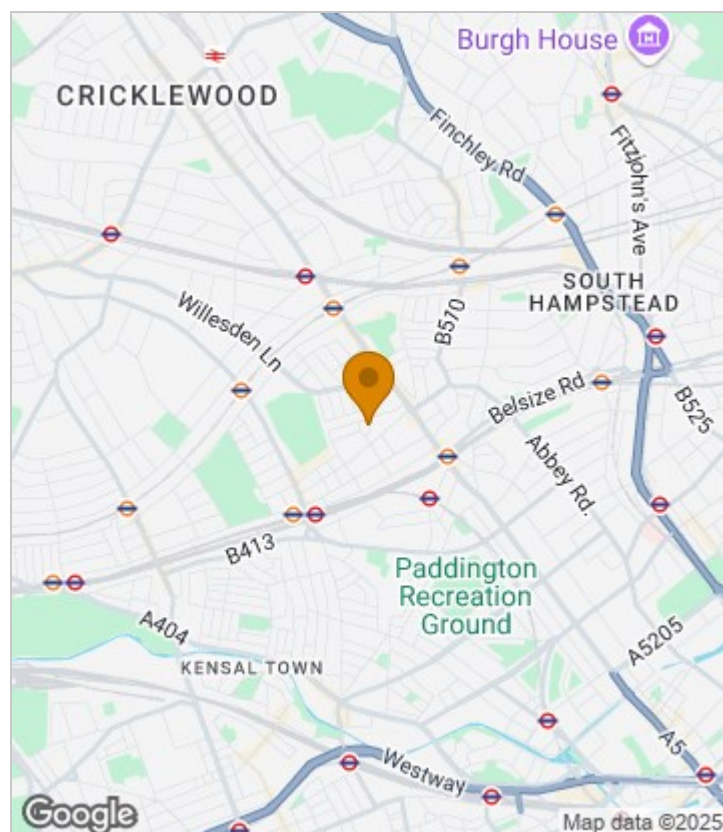 Burgh House
CRICKLEWOOD
Finchley Rd
Fitzjohn's Ave
SOUTH
HAMPSTEAD
Willesden Ln
B570
Belsize Rd
B525
Abbey Rd.
B413
Paddington
Recreation
Ground
A404
A5205
KENSAL TOWN
A5
Westway
Google
Map data ©2025